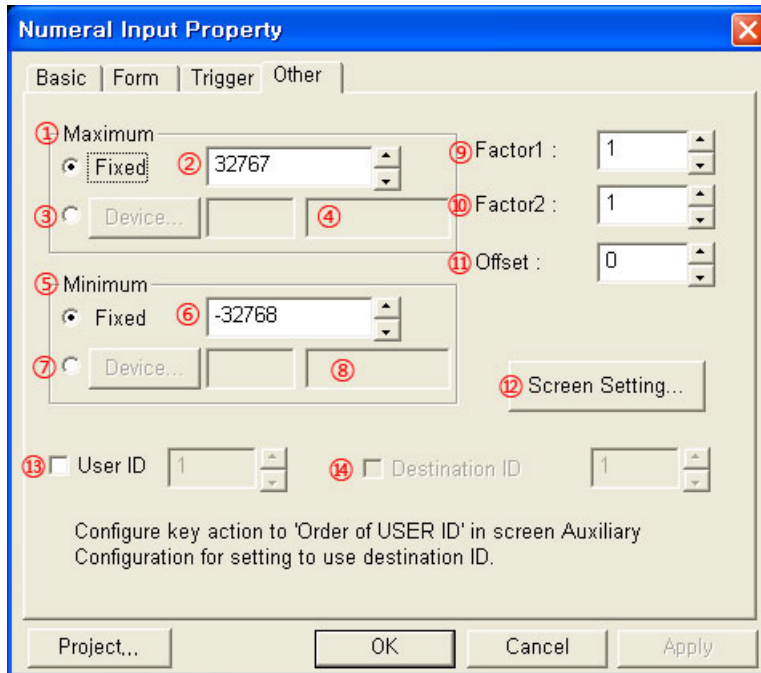 Numeral Input Property
Basic Form Trigger Other
① Maximum
Fixed ② 32767
③ Device... ④
⑤ Minimum
Fixed ⑥ -32768
⑦ Device... ⑧
⑨ Factor1 : 1
⑩ Factor2 : 1
⑪ Offset : 0
⑫ Screen Setting...
⑬ User ID 1
⑭ Destination ID 1
Configure key action to 'Order of USER ID' in screen Auxiliary
Configuration for setting to use destination ID.
Project... OK Cancel Apply